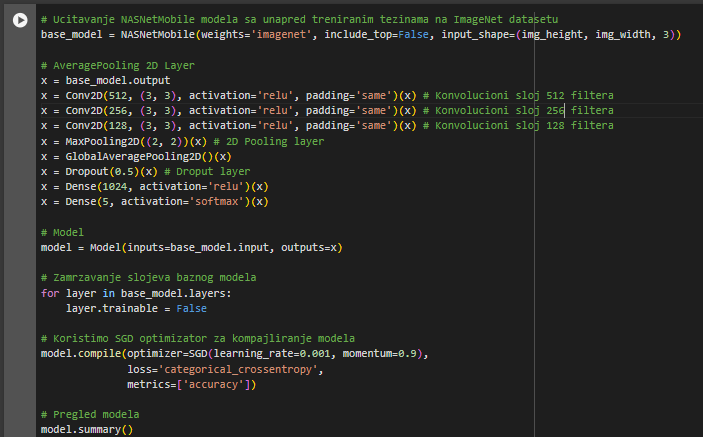 # Ucitavanje NASNetMobile modela sa unapred treniranim tezinama na ImageNet datasetu
base_model = NASNetMobile(weights='imagenet', include_top=False, input_shape=(img_height, img_width, 3))
# AveragePooling 2D Layer
x = base_model.output
x = Conv2D(512, (3, 3), activation='relu', padding='same')(x) # Konvolucioni sloj 512 filtera
x = Conv2D(256, (3, 3), activation='relu', padding='same')(x) # Konvolucioni sloj 256 filtera
x = Conv2D(128, (3, 3), activation='relu', padding='same')(x) # Konvolucioni sloj 128 filtera
x = MaxPooling2D((2, 2))(x) # 2D Pooling layer
x = GlobalAveragePooling2D()(x)
x = Dropout(0.5)(x) # Droput layer
x = Dense(1024, activation='relu')(x)
x = Dense(5, activation='softmax')(x)
# Model
model = Model(inputs=base_model.input, outputs=x)
# Zamrzavanje slojeva baznog modela
for layer in base_model.layers:
    layer.trainable = False
# Koristimo SGD optimizator za kompajliranje modela
model.compile(optimizer=SGD(learning_rate=0.001, momentum=0.9),
              loss='categorical_crossentropy',
              metrics=['accuracy'])
# Pregled modela
model.summary()